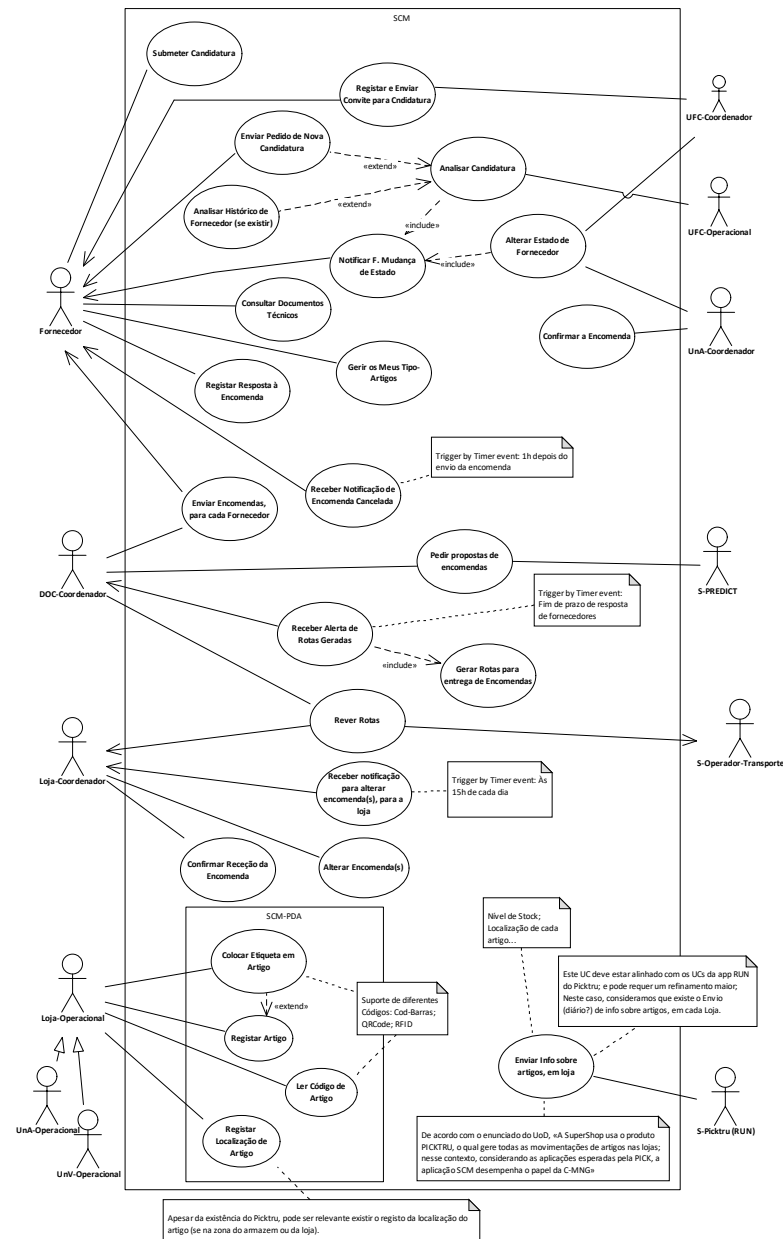 SCM
Submeter Candidatura
Registar e Enviar
Convite para Cndidatura
UFC-Coordenador
Enviar Pedido de Nova
Candidatura
«extend»
Analisar Candidatura
Analisar Histórico de
Fornecedor (se existir)
«extend»
UFC-Operacional
«include»
Alterar Estado de
Fornecedor
Notificar F. Mudança
de Estado
«include»
Fornecedor
Consultar Documentos
Técnicos
Confirmar a Encomenda
UnA-Coordenador
Gerir os Meus Tipo-
Artigos
Registar Resposta à
Encomenda
Trigger by Timer event: 1h depois do
envio da encomenda
Receber Notificação de
Encomenda Cancelada
Enviar Encomendas,
para cada Fornecedor
DOC-Coordenador
Pedir propostas de
encomendas
S-PREDICT
Trigger by Timer event:
Fim de prazo de resposta
de fornecedores
Receber Alerta de
Rotas Geradas
«include»
Gerar Rotas para
entrega de Encomendas
Rever Rotas
Loja-Coordenador
S-Operador-Transporte
Receber notificação
para alterar
encomenda(s), para a
loja
Trigger by Timer event: Às
15h de cada dia
Confirmar Receção da
Encomenda
Alterar Encomenda(s)
SCM-PDA
Nível de Stock;
Localização de cada
artigo...
Colocar Etiqueta em
Artigo
«extend»
Suporte de diferentes
Códigos: Cod-Barras;
QRCode; RFID
Este UC deve estar alinhado com os UCs da app RUN
do Picktru; e pode requer um refinamento maior;
Neste caso, consideramos que existe o Envio
(diário?) de info sobre artigos, em cada Loja.
Loja-Operacional
Registar Artigo
Enviar Info sobre
artigos, em loja
Ler Código de
Artigo
S-Picktru (RUN)
UnA-Operacional
Registar
Localização de
Artigo
UnV-Operacional
De acordo com o enunciado do UoD, «A SuperShop usa o produto
PICKTRU, o qual gere todas as movimentações de artigos nas lojas;
nesse contexto, considerando as aplicações esperadas pela PICK, a
aplicação SCM desempenha o papel da C-MNG»
Apesar da existência do Picktru, pode ser relevante existir o registo da localização do
artigo (se na zona do armazem ou da loja).